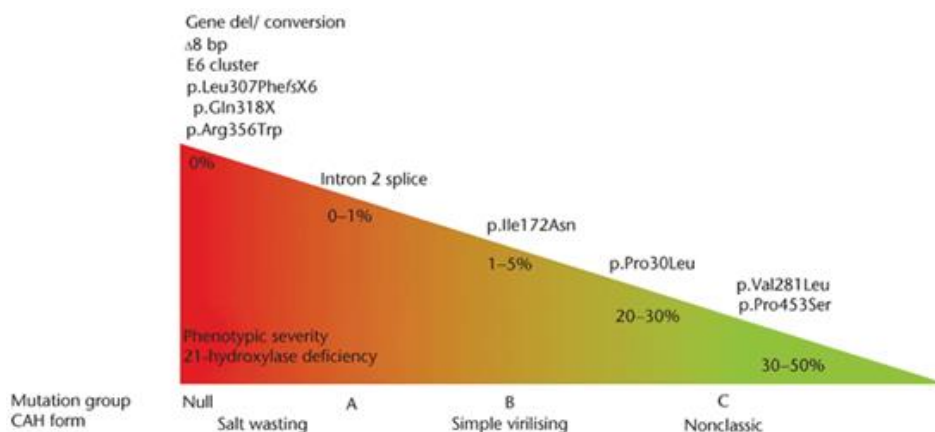 Gene del/ conversion
Δ8 bp
E6 cluster
p.Leu307PhefsX6
p.Gln318X
p.Arg356Trp
0%
Intron 2 splice
0–1%
p.Ile172Asn
1–5%
p.Pro30Leu
20–30%
p.Val281Leu
p.Pro453Ser
30–50%
Phenotypic severity
21-hydroxylase deficiency
Mutation group Null A B C
CAH form Salt wasting Simple virilising Nonclassic